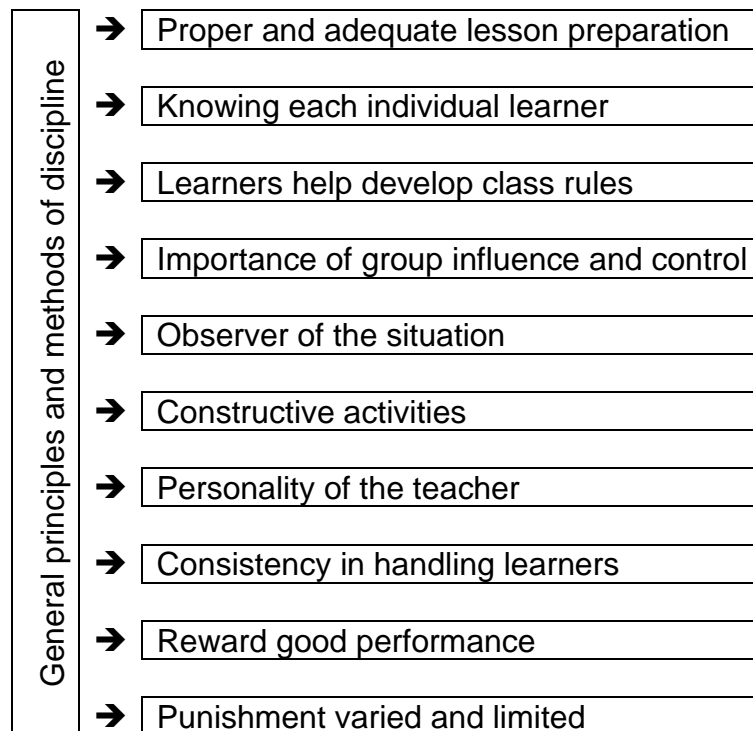 General principles and methods of discipline
➔ Proper and adequate lesson preparation
➔ Knowing each individual learner
➔ Learners help develop class rules
➔ Importance of group influence and control
➔ Observer of the situation
➔ Constructive activities
➔ Personality of the teacher
➔ Consistency in handling learners
➔ Reward good performance
➔ Punishment varied and limited